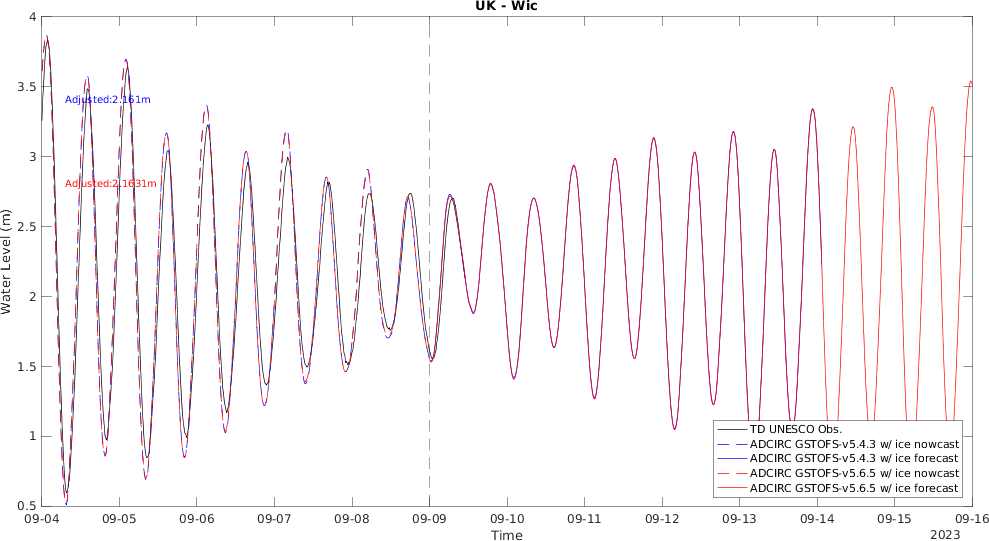 UK - Wic
4
3.5
3
2.5
2
1.5
1
0.5
Water Level (m)
Adjusted:2.161m
Adjusted:2.1631m
TD UNESCO Obs.
ADCIRC GSTOFS-v5.4.3 w/ ice nowcast
ADCIRC GSTOFS-v5.4.3 w/ ice forecast
ADCIRC GSTOFS-v5.6.5 w/ ice nowcast
ADCIRC GSTOFS-v5.6.5 w/ ice forecast
09-04 09-05 09-06 09-07 09-08 09-09 09-10 09-11 09-12 09-13 09-14 09-15 09-16
Time
2023